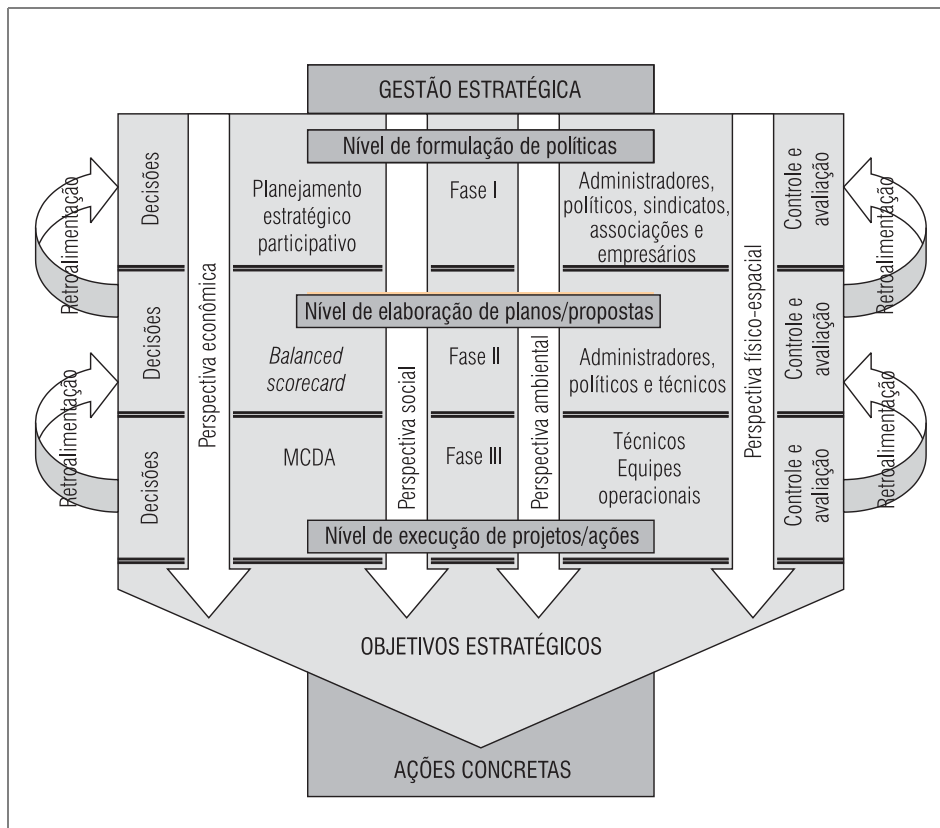 GESTÃO ESTRATÉGICA
Nível de formulação de políticas
Retroalimentação
Decisões
Perspectiva econômica
Planejamento
estratégico
participativo
Perspectiva social
Fase I
Perspectiva ambiental
Administradores,
políticos, sindicatos,
associações e
empresários
Perspectiva físico-espacial
Controle e
avaliação
Retroalimentação
Nível de elaboração de planos/propostas
Retroalimentação
Decisões
Balanced
scorecard
Fase II
Administradores,
políticos e técnicos
Controle e
avaliação
Retroalimentação
Decisões
MCDA
Fase III
Técnicos
Equipes
operacionais
Controle e
avaliação
Nível de execução de projetos/ações
OBJETIVOS ESTRATÉGICOS
AÇÕES CONCRETAS